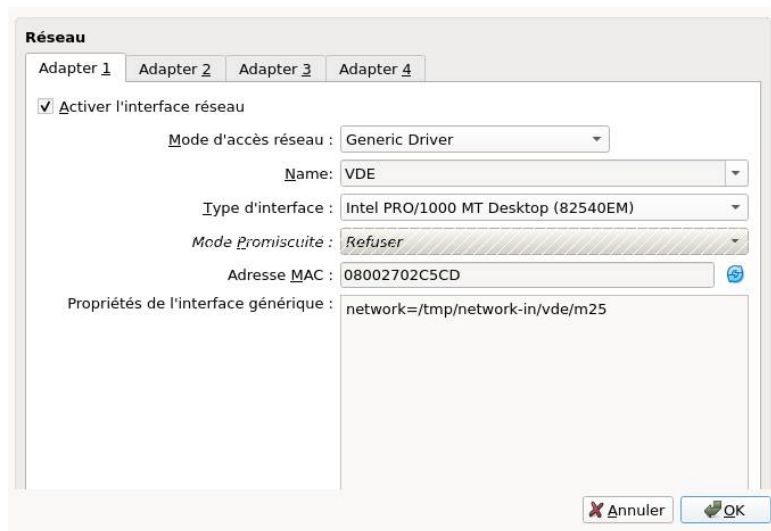 Réseau
Adapter 1 Adapter 2 Adapter 3 Adapter 4
Activer l'interface réseau
Mode d'accès réseau : Generic Driver
Name: VDE
Type d'interface : Intel PRO/1000 MT Desktop (82540EM)
Mode Promiscuité : Refuser
Adresse MAC : 08002702C5CD
Propriétés de l'interface générique : network=/tmp/network-in/vde/m25
Annuler OK